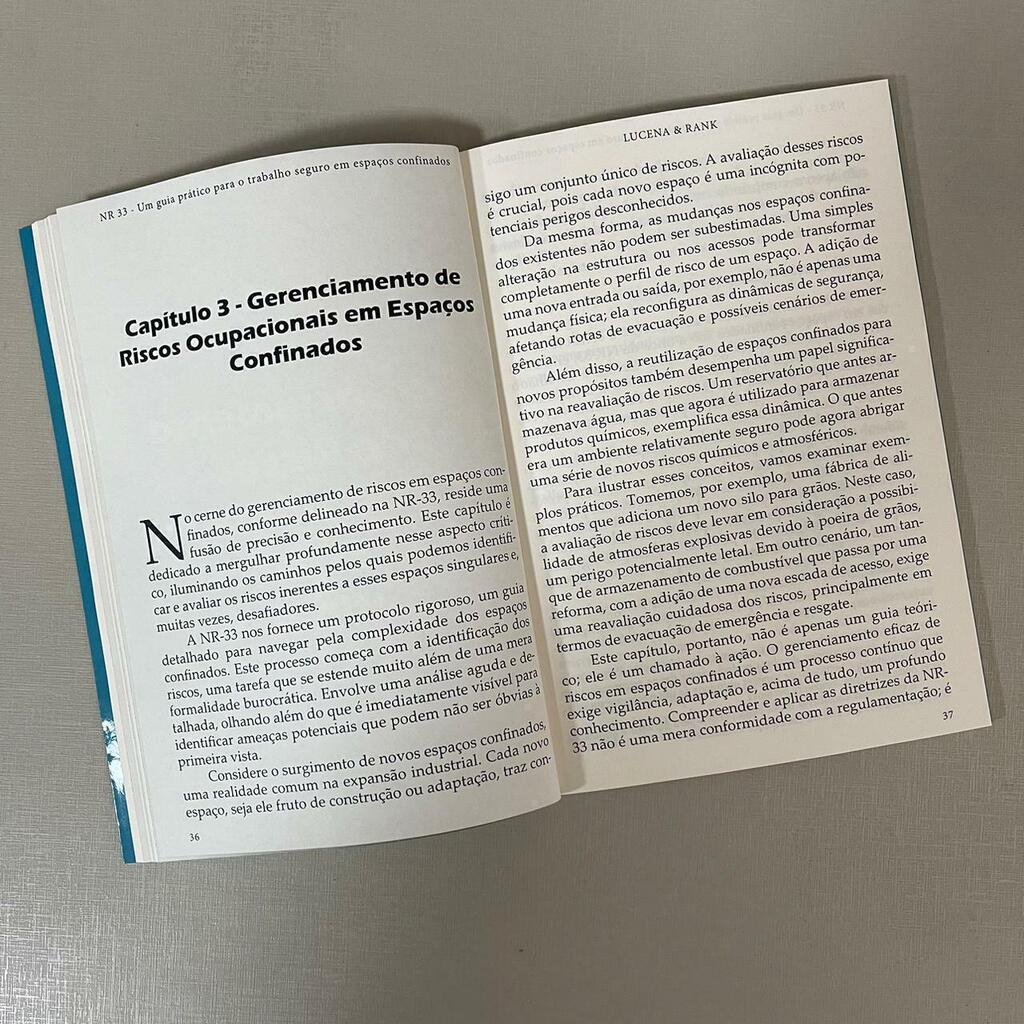 NR 33 - Um guia prático para o trabalho seguro em espaços confinados
Capítulo 3 - Gerenciamento de
Riscos Ocupacionais em Espaços
Confinados
No cerne do gerenciamento de riscos em espaços con-
finados, conforme delineado na NR-33, reside uma
fusão de precisão e conhecimento. Este capítulo é
dedicado a mergulhar profundamente nesse aspecto críti-
co, iluminando os caminhos pelos quais podemos identifi-
car e avaliar os riscos inerentes a esses espaços singulares e,
muitas vezes, desafiadores.
A NR-33 nos fornece um protocolo rigoroso, um guia
detalhado para navegar pela complexidade dos espaços
confinados. Este processo começa com a identificação dos
riscos, uma tarefa que se estende muito além de uma mera
formalidade burocrática. Envolve uma análise aguda e de-
talhada, olhando além do que é imediatamente visível para
identificar ameaças potenciais que podem não ser óbvias à
primeira vista.
Considere o surgimento de novos espaços confinados,
uma realidade comum na expansão industrial. Cada novo
espaço, seja ele fruto de construção ou adaptação, traz con-
36
LUCENA & RANK
sigo um conjunto único de riscos. A avaliação desses riscos
é crucial, pois cada novo espaço é uma incógnita com po-
tenciais perigos desconhecidos.
Da mesma forma, as mudanças nos espaços confina-
dos existentes não podem ser subestimadas. Uma simples
alteração na estrutura ou nos acessos pode transformar
completamente o perfil de risco de um espaço. A adição de
uma nova entrada ou saída, por exemplo, não é apenas uma
mudança física; ela reconfigura as dinâmicas de segurança,
afetando rotas de evacuação e possíveis cenários de emer-
gência.
Além disso, a reutilização de espaços confinados para
novos propósitos também desempenha um papel significa-
tivo na reavaliação de riscos. Um reservatório que antes ar-
mazenava água, mas que agora é utilizado para armazenar
produtos químicos, exemplifica essa dinâmica. O que antes
era um ambiente relativamente seguro pode agora abrigar
uma série de novos riscos químicos e atmosféricos.
Para ilustrar esses conceitos, vamos examinar exem-
plos práticos. Tomemos, por exemplo, uma fábrica de ali-
mentos que adiciona um novo silo para grãos. Neste caso,
a avaliação de riscos deve levar em consideração a possibi-
lidade de atmosferas explosivas devido à poeira de grãos,
um perigo potencialmente letal. Em outro cenário, um tan-
que de armazenamento de combustível que passa por uma
reforma, com a adição de uma nova escada de acesso, exige
uma reavaliação cuidadosa dos riscos, principalmente em
termos de evacuação de emergência e resgate.
Este capítulo, portanto, não é apenas um guia teóri-
co; ele é um chamado à ação. O gerenciamento eficaz de
riscos em espaços confinados é um processo contínuo que
exige vigilância, adaptação e, acima de tudo, um profundo
conhecimento. Compreender e aplicar as diretrizes da NR-
33 não é uma mera conformidade com a regulamentação; é
37